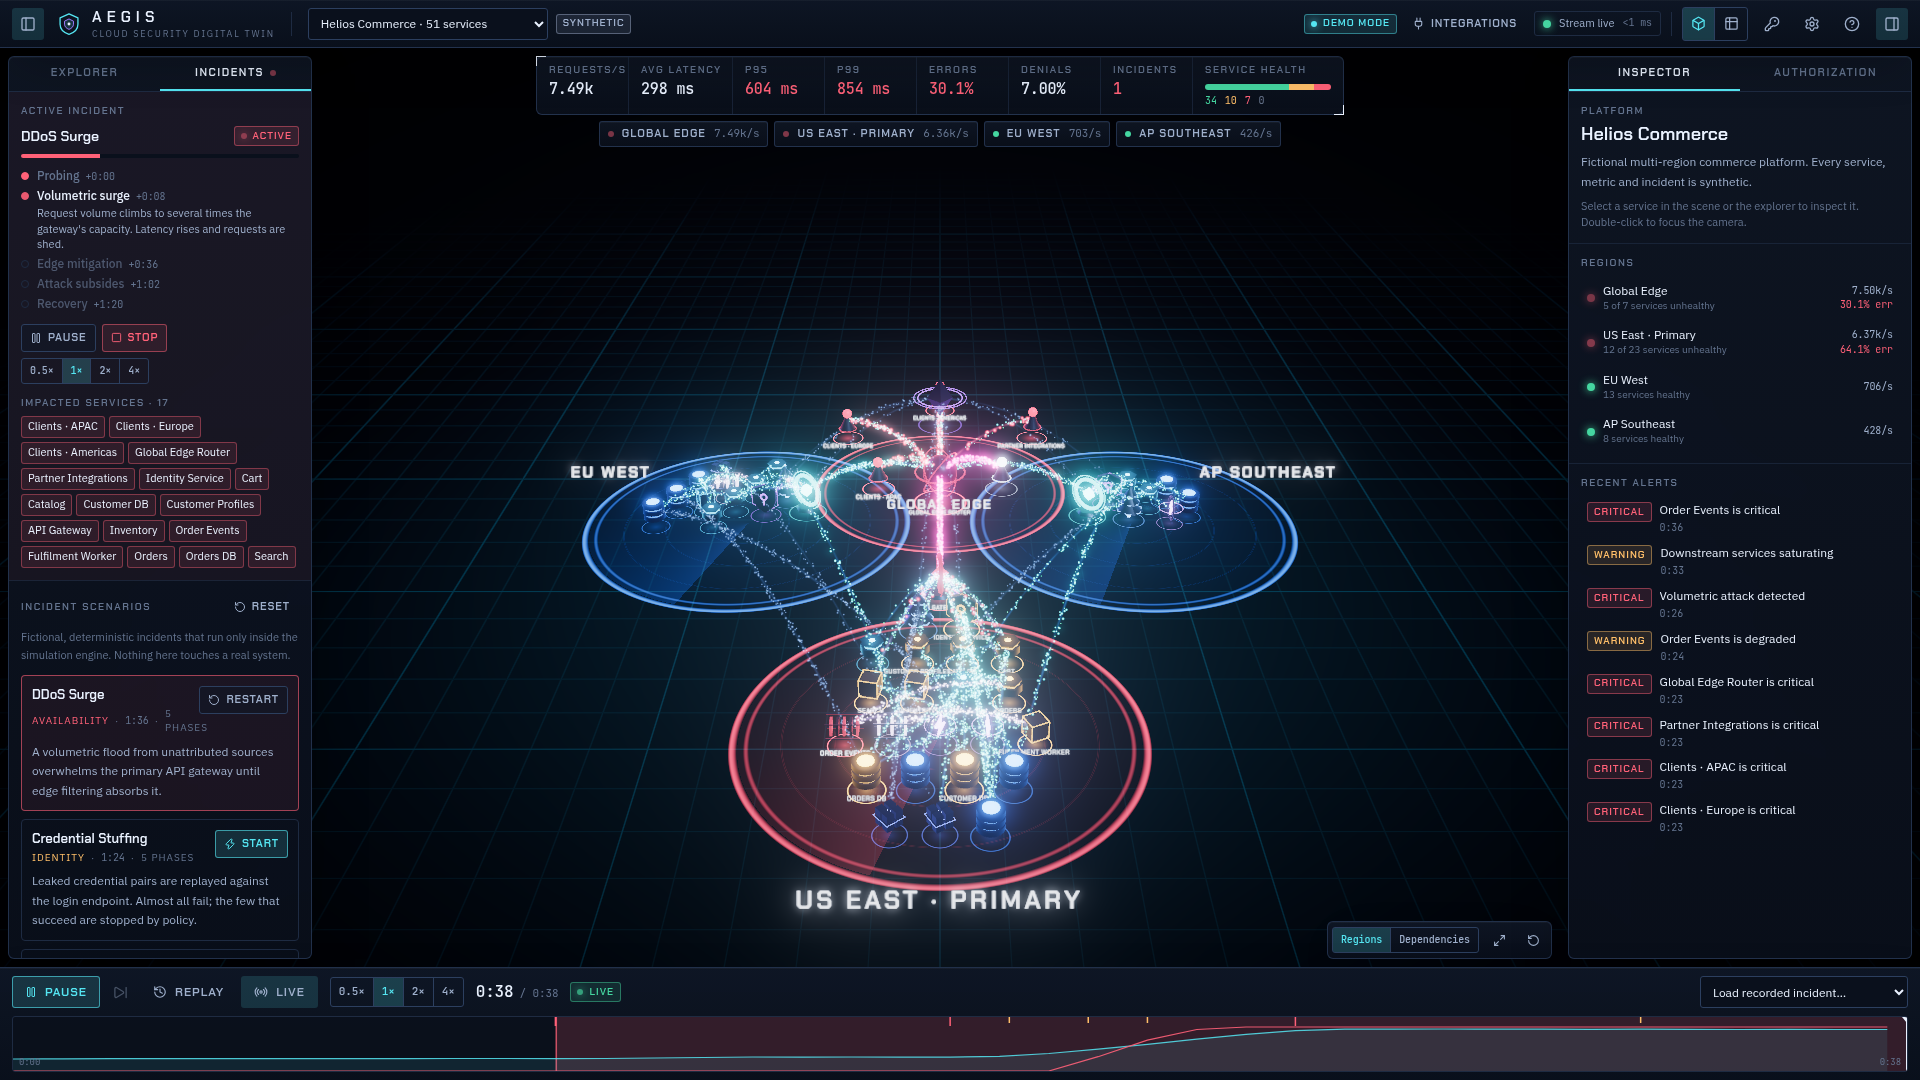 AEGIS
CLOUD SECURITY DIGITAL TWIN
Helios Commerce · 51 services
SYNTHETIC
DEMO MODE
INTEGRATIONS
Stream live <1 ms
EXPLORER
INCIDENTS
ACTIVE INCIDENT
DDoS Surge
ACTIVE
Probing +0:00
Volumetric surge +0:08
Request volume climbs to several times the
gateway's capacity. Latency rises and requests are
shed.
Edge mitigation +0:36
Attack subsides +1:02
Recovery +1:20
PAUSE
STOP
0.5× 1× 2× 4×
IMPACTED SERVICES · 17
Clients · APAC
Clients · Europe
Clients · Americas
Global Edge Router
Partner Integrations
Identity Service
Cart
Catalog
Customer DB
Customer Profiles
API Gateway
Inventory
Order Events
Fulfilment Worker
Orders
Orders DB
Search
INCIDENT SCENARIOS
RESET
Fictional, deterministic incidents that run only inside the
simulation engine. Nothing here touches a real system.
DDoS Surge
RESTART
AVAILABILITY · 1:36 · 5 PHASES
A volumetric flood from unattributed sources
overwhelms the primary API gateway until
edge filtering absorbs it.
Credential Stuffing
START
IDENTITY · 1:24 · 5 PHASES
Leaked credential pairs are replayed against
the login endpoint. Almost all fail; the few that
succeed are stopped by policy.
REQUESTS/S
7.49k
AVG LATENCY
298 ms
P95
604 ms
P99
854 ms
ERRORS
30.1%
DENIALS
7.00%
INCIDENTS
1
SERVICE HEALTH
34 10 7 0
GLOBAL EDGE 7.49k/s
US EAST · PRIMARY 6.36k/s
EU WEST 703/s
AP SOUTHEAST 426/s
CLIENTS · AMERICAS
CLIENTS · EUROPE
PARTNER INTEGRATIONS
EU WEST
AP SOUTHEAST
GLOBAL EDGE
ORDERS DB
US EAST · PRIMARY
Regions
Dependencies
INSPECTOR
AUTHORIZATION
PLATFORM
Helios Commerce
Fictional multi-region commerce platform. Every service,
metric and incident is synthetic.
Select a service in the scene or the explorer to inspect it.
Double-click to focus the camera.
REGIONS
Global Edge 7.50k/s
5 of 7 services unhealthy 30.1% err
US East · Primary 6.37k/s
12 of 23 services unhealthy 64.1% err
EU West 706/s
13 services healthy
AP Southeast 428/s
8 services healthy
RECENT ALERTS
CRITICAL Order Events is critical
0:36
WARNING Downstream services saturating
0:33
CRITICAL Volumetric attack detected
0:26
WARNING Order Events is degraded
0:24
CRITICAL Global Edge Router is critical
0:23
CRITICAL Partner Integrations is critical
0:23
CRITICAL Clients · APAC is critical
0:23
CRITICAL Clients · Europe is critical
0:23
PAUSE
REPLAY
LIVE
0.5× 1× 2× 4×
0:38 / 0:38
LIVE
Load recorded incident...
0:00
0:38